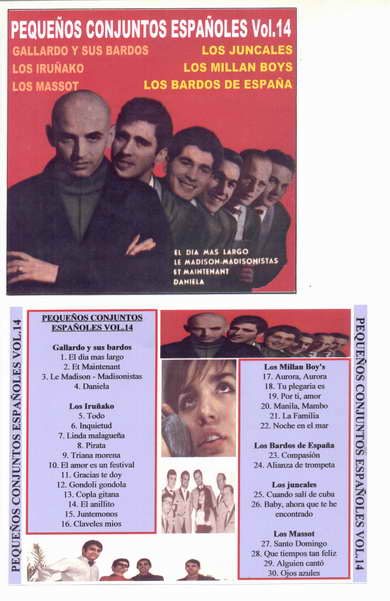 PEQUEÑOS CONJUNTOS ESPAÑOLES Vol.14
GALLARDO Y SUS BARDOS
LOS JUNCALES
LOS IRUÑAKO
LOS MILLAN BOYS
LOS MASSOT
LOS BARDOS DE ESPAÑA
EL DIA MAS LARGO
LE MADISON-MADISONISTAS
ET MAINTENANT
DANIELA
PEQUEÑOS CONJUNTOS ESPAÑOLES VOL.14
PEQUEÑOS CONJUNTOS
ESPAÑOLES VOL.14
Gallardo y sus bardos
1. El dia mas largo
2. Et Maintenant
3. Le Madison - Madisonistas
4. Daniela
Los Iruñako
5. Todo
6. Inquietud
7. Linda malagueña
8. Pirata
9. Triana morena
10. El amor es un festival
11. Gracias te doy
12. Gondoli gondola
13. Copla gitana
14. El anillito
15. Juntemonos
16. Claveles mios
Los Millan Boy's
17. Aurora, Aurora
18. Tu plegaria es
19. Por ti, amor
20. Manila, Mambo
21. La Familia
22. Noche en el mar
Los Bardos de España
23. Compasión
24. Alianza de trompeta
Los juncales
25. Cuando salí de cuba
26. Baby, ahora que te he
encontrado
Los Massot
27. Santo Domingo
28. Que tiempos tan feliz
29. Alguien cantó
30. Ojos azules
PEQUEÑOS CONJUNTOS ESPAÑOLES VOL.14